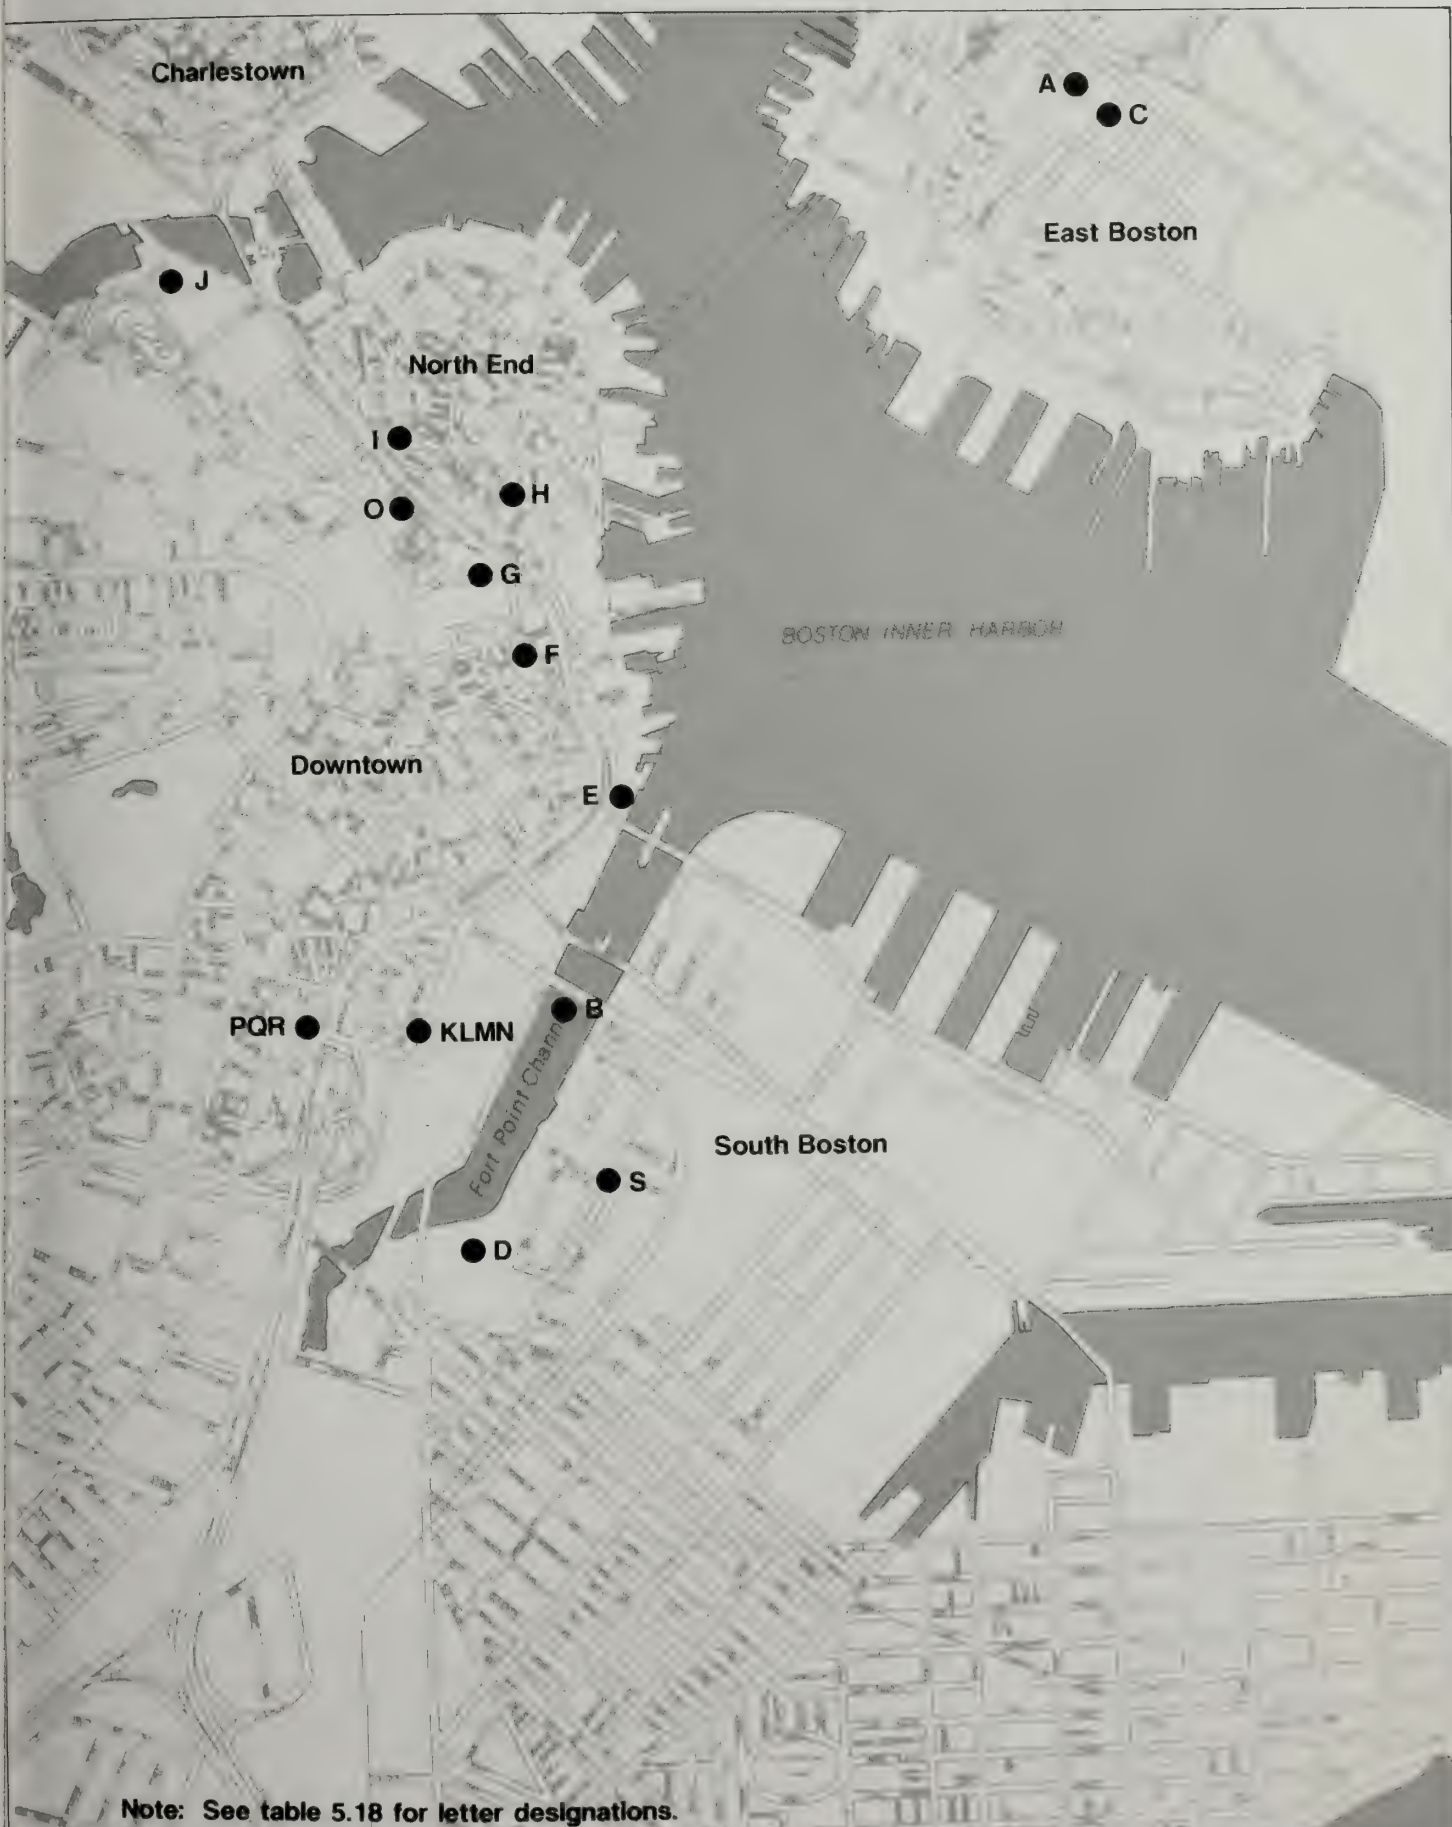 Charlestown
A
C
East Boston
J
North End
I
H
O
G
BOSTON INNER HARBOR
F
Downtown
E
B
PQR
KLMN
Fort Point Channel
South Boston
S
D
Note: See table 5.18 for letter designations.